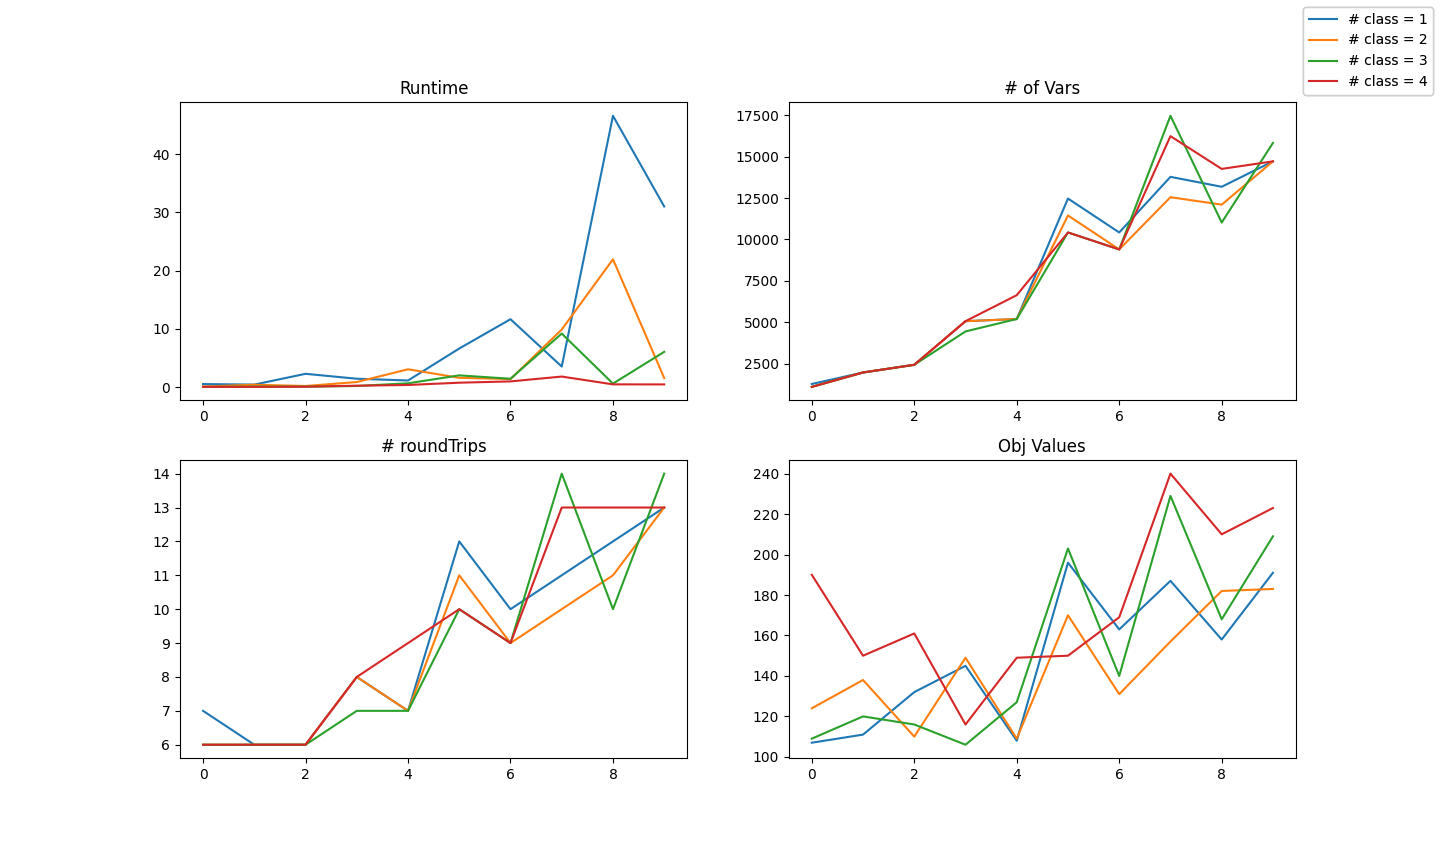 # class = 1
# class = 2
# class = 3
# class = 4
Runtime
40
30
20
10
0
0 2 4 6 8
# of Vars
17500
15000
12500
10000
7500
5000
2500
0 2 4 6 8
# roundTrips
14
13
12
11
10
9
8
7
6
0 2 4 6 8
Obj Values
240
220
200
180
160
140
120
100
0 2 4 6 8